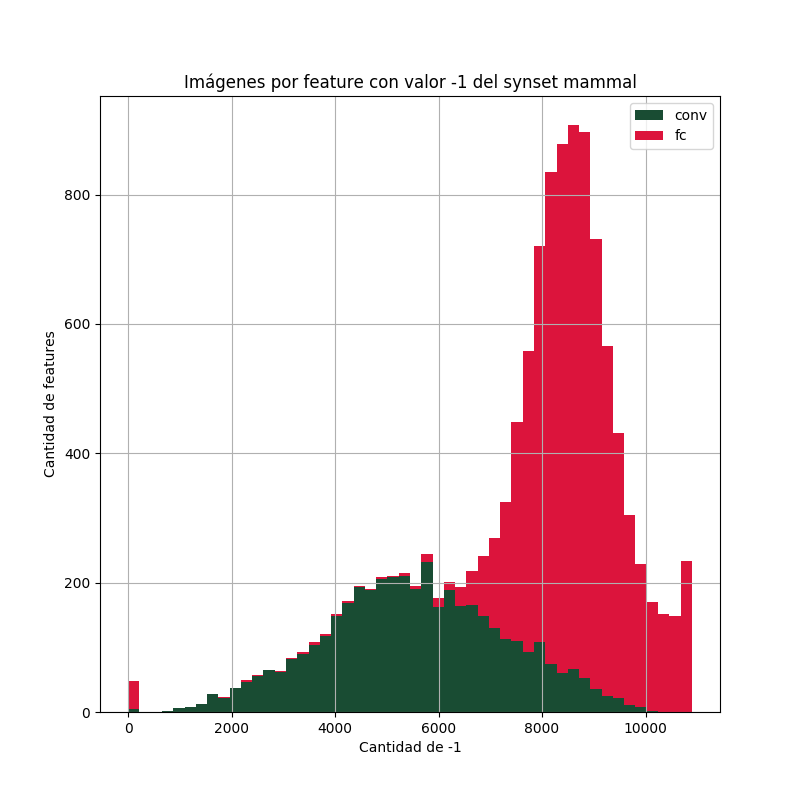 Imágenes por feature con valor -1 del synset mammal
conv
fc
Cantidad de features
800
600
400
200
0
0
2000
4000
6000
8000
10000
Cantidad de -1